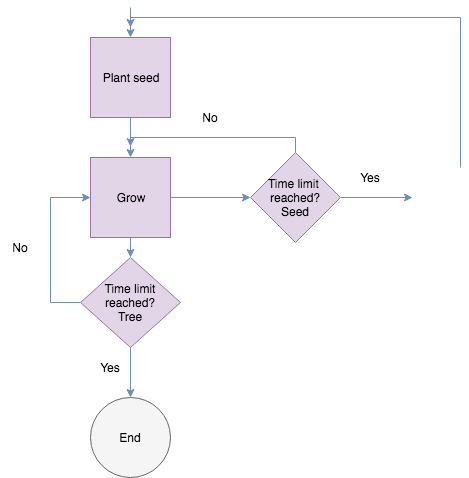 Plant seed
No
Grow
Time limit
reached?
Seed
Yes
No
Time limit
reached?
Tree
Yes
End